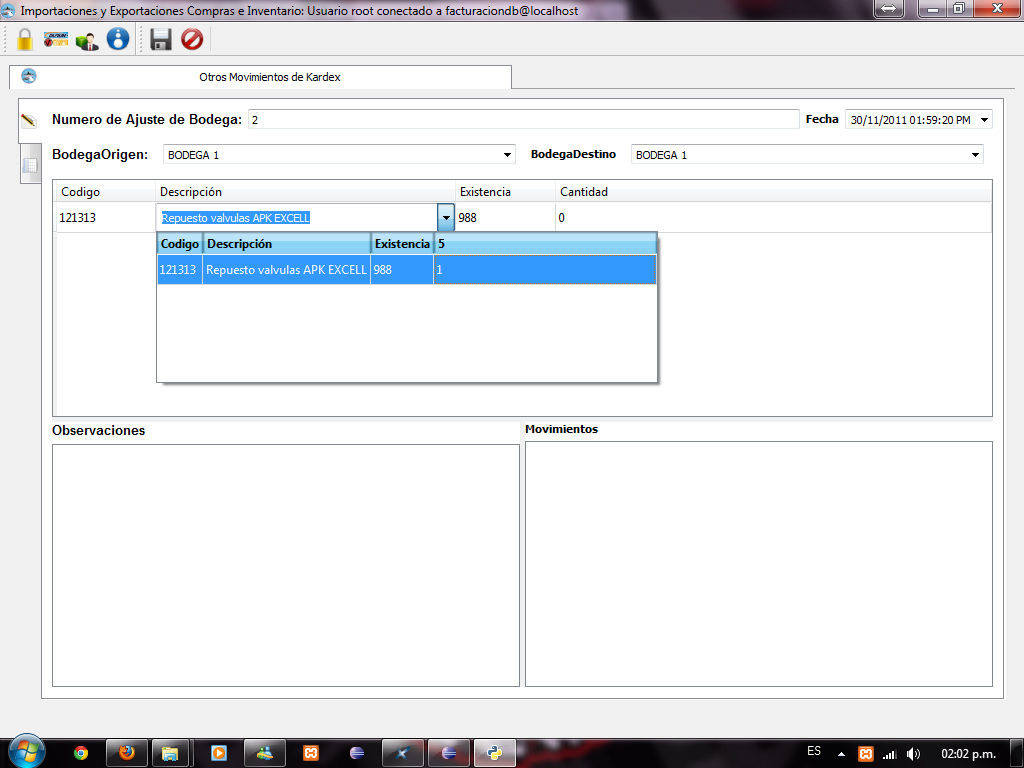 Importaciones y Exportaciones Compras e Inventario: Usuario root conectado a facturaciondb@localhost
Otros Movimientos de Kardex
Numero de Ajuste de Bodega: 2 Fecha 30/11/2011 01:59:20 PM
BodegaOrigen: BODEGA 1 BodegaDestino BODEGA 1
Codigo Descripción Existencia Cantidad
121313 Repuesto valvulas APK EXCELL 988 0
Codigo Descripción Existencia 5
121313 Repuesto valvulas APK EXCELL 988 1
Observaciones Movimientos
ES 02:02 p.m.